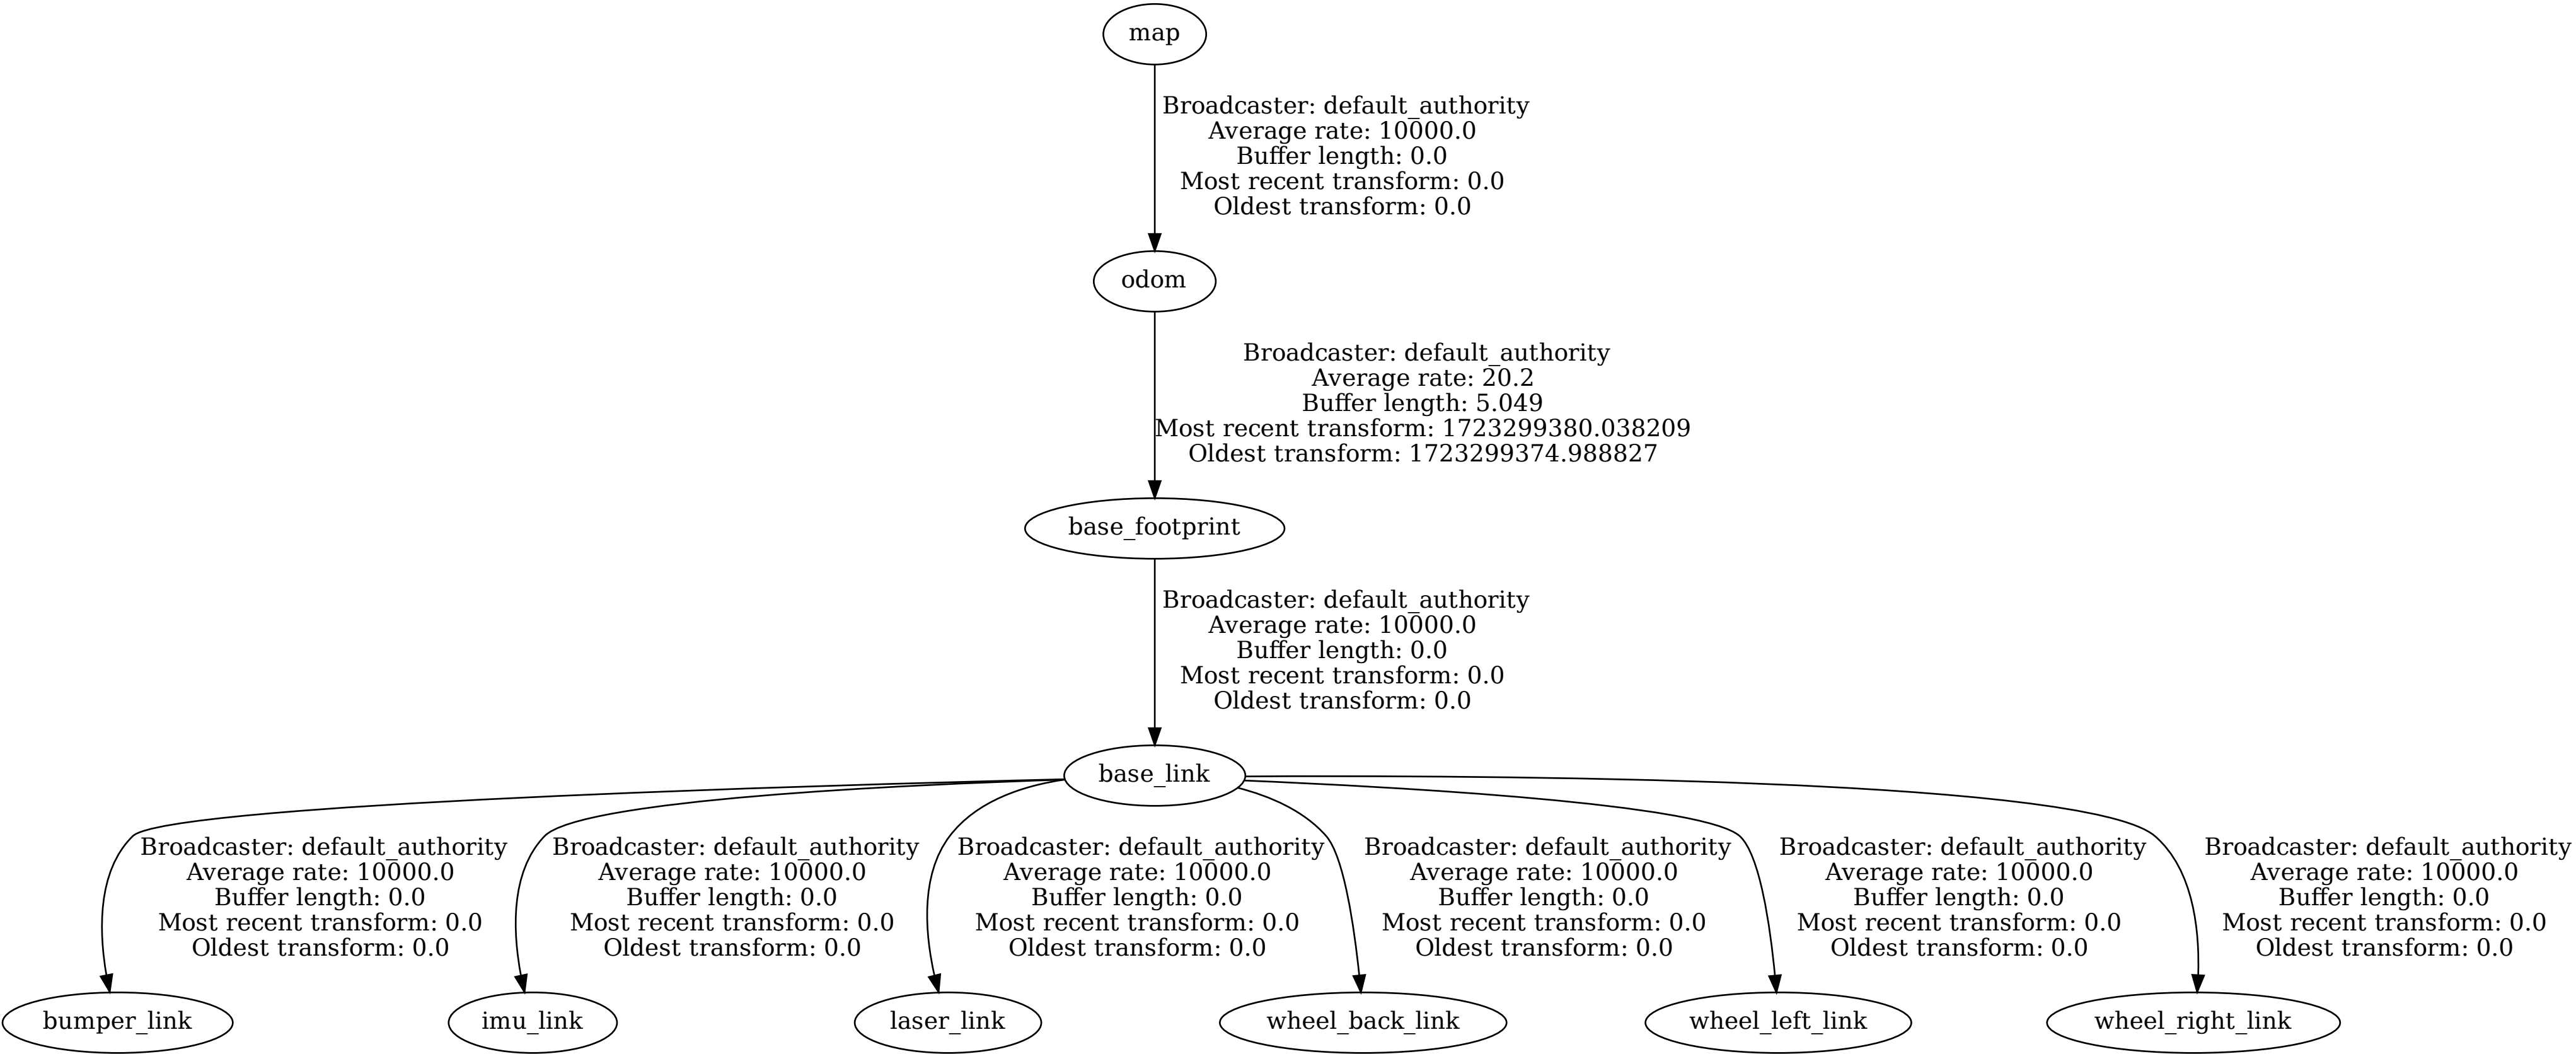 map
Broadcaster: default_authority
Average rate: 10000.0
Buffer length: 0.0
Most recent transform: 0.0
Oldest transform: 0.0
odom
Broadcaster: default_authority
Average rate: 20.2
Buffer length: 5.049
Most recent transform: 1723299380.038209
Oldest transform: 1723299374.988827
base_footprint
Broadcaster: default_authority
Average rate: 10000.0
Buffer length: 0.0
Most recent transform: 0.0
Oldest transform: 0.0
base_link
Broadcaster: default_authority
Average rate: 10000.0
Buffer length: 0.0
Most recent transform: 0.0
Oldest transform: 0.0
Broadcaster: default_authority
Average rate: 10000.0
Buffer length: 0.0
Most recent transform: 0.0
Oldest transform: 0.0
Broadcaster: default_authority
Average rate: 10000.0
Buffer length: 0.0
Most recent transform: 0.0
Oldest transform: 0.0
Broadcaster: default_authority
Average rate: 10000.0
Buffer length: 0.0
Most recent transform: 0.0
Oldest transform: 0.0
Broadcaster: default_authority
Average rate: 10000.0
Buffer length: 0.0
Most recent transform: 0.0
Oldest transform: 0.0
Broadcaster: default_authority
Average rate: 10000.0
Buffer length: 0.0
Most recent transform: 0.0
Oldest transform: 0.0
bumper_link
imu_link
laser_link
wheel_back_link
wheel_left_link
wheel_right_link